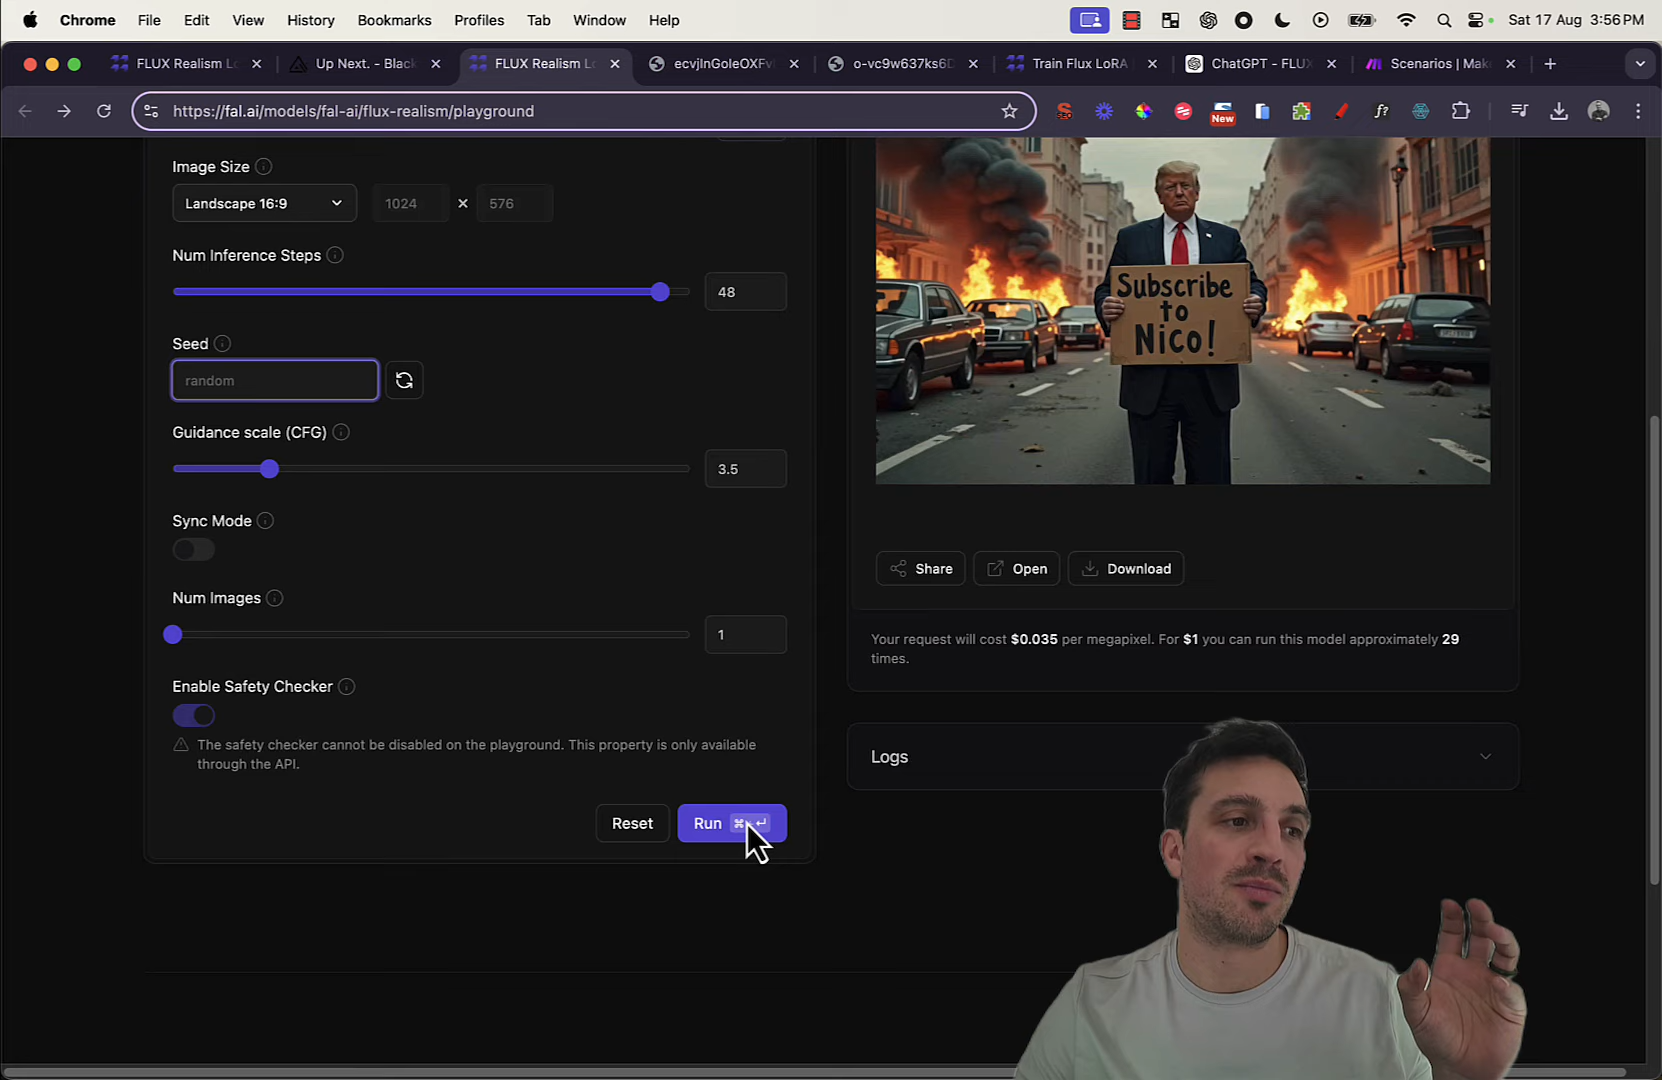 Chrome File Edit View History Bookmarks Profiles Tab Window Help Sat 17 Aug 3:56 PM
FLUX Realism Lo Up Next. - Black FLUX Realism Lo o-vc9w637ks6D Train Flux LoRA ChatGPT - FLUX Scenarios | Make
https://fal.ai/models/fal-ai/flux-realism/playground
New
Image Size
Landscape 16:9 1024 × 576
Num Inference Steps
48
Seed
random
Guidance scale (CFG)
3.5
Sync Mode
Num Images
1
Enable Safety Checker
The safety checker cannot be disabled on the playground. This property is only available
through the API.
Reset Run
Subscribe
to
Nico!
Share Open Download
Your request will cost $0.035 per megapixel. For $1 you can run this model approximately 29
times.
Logs